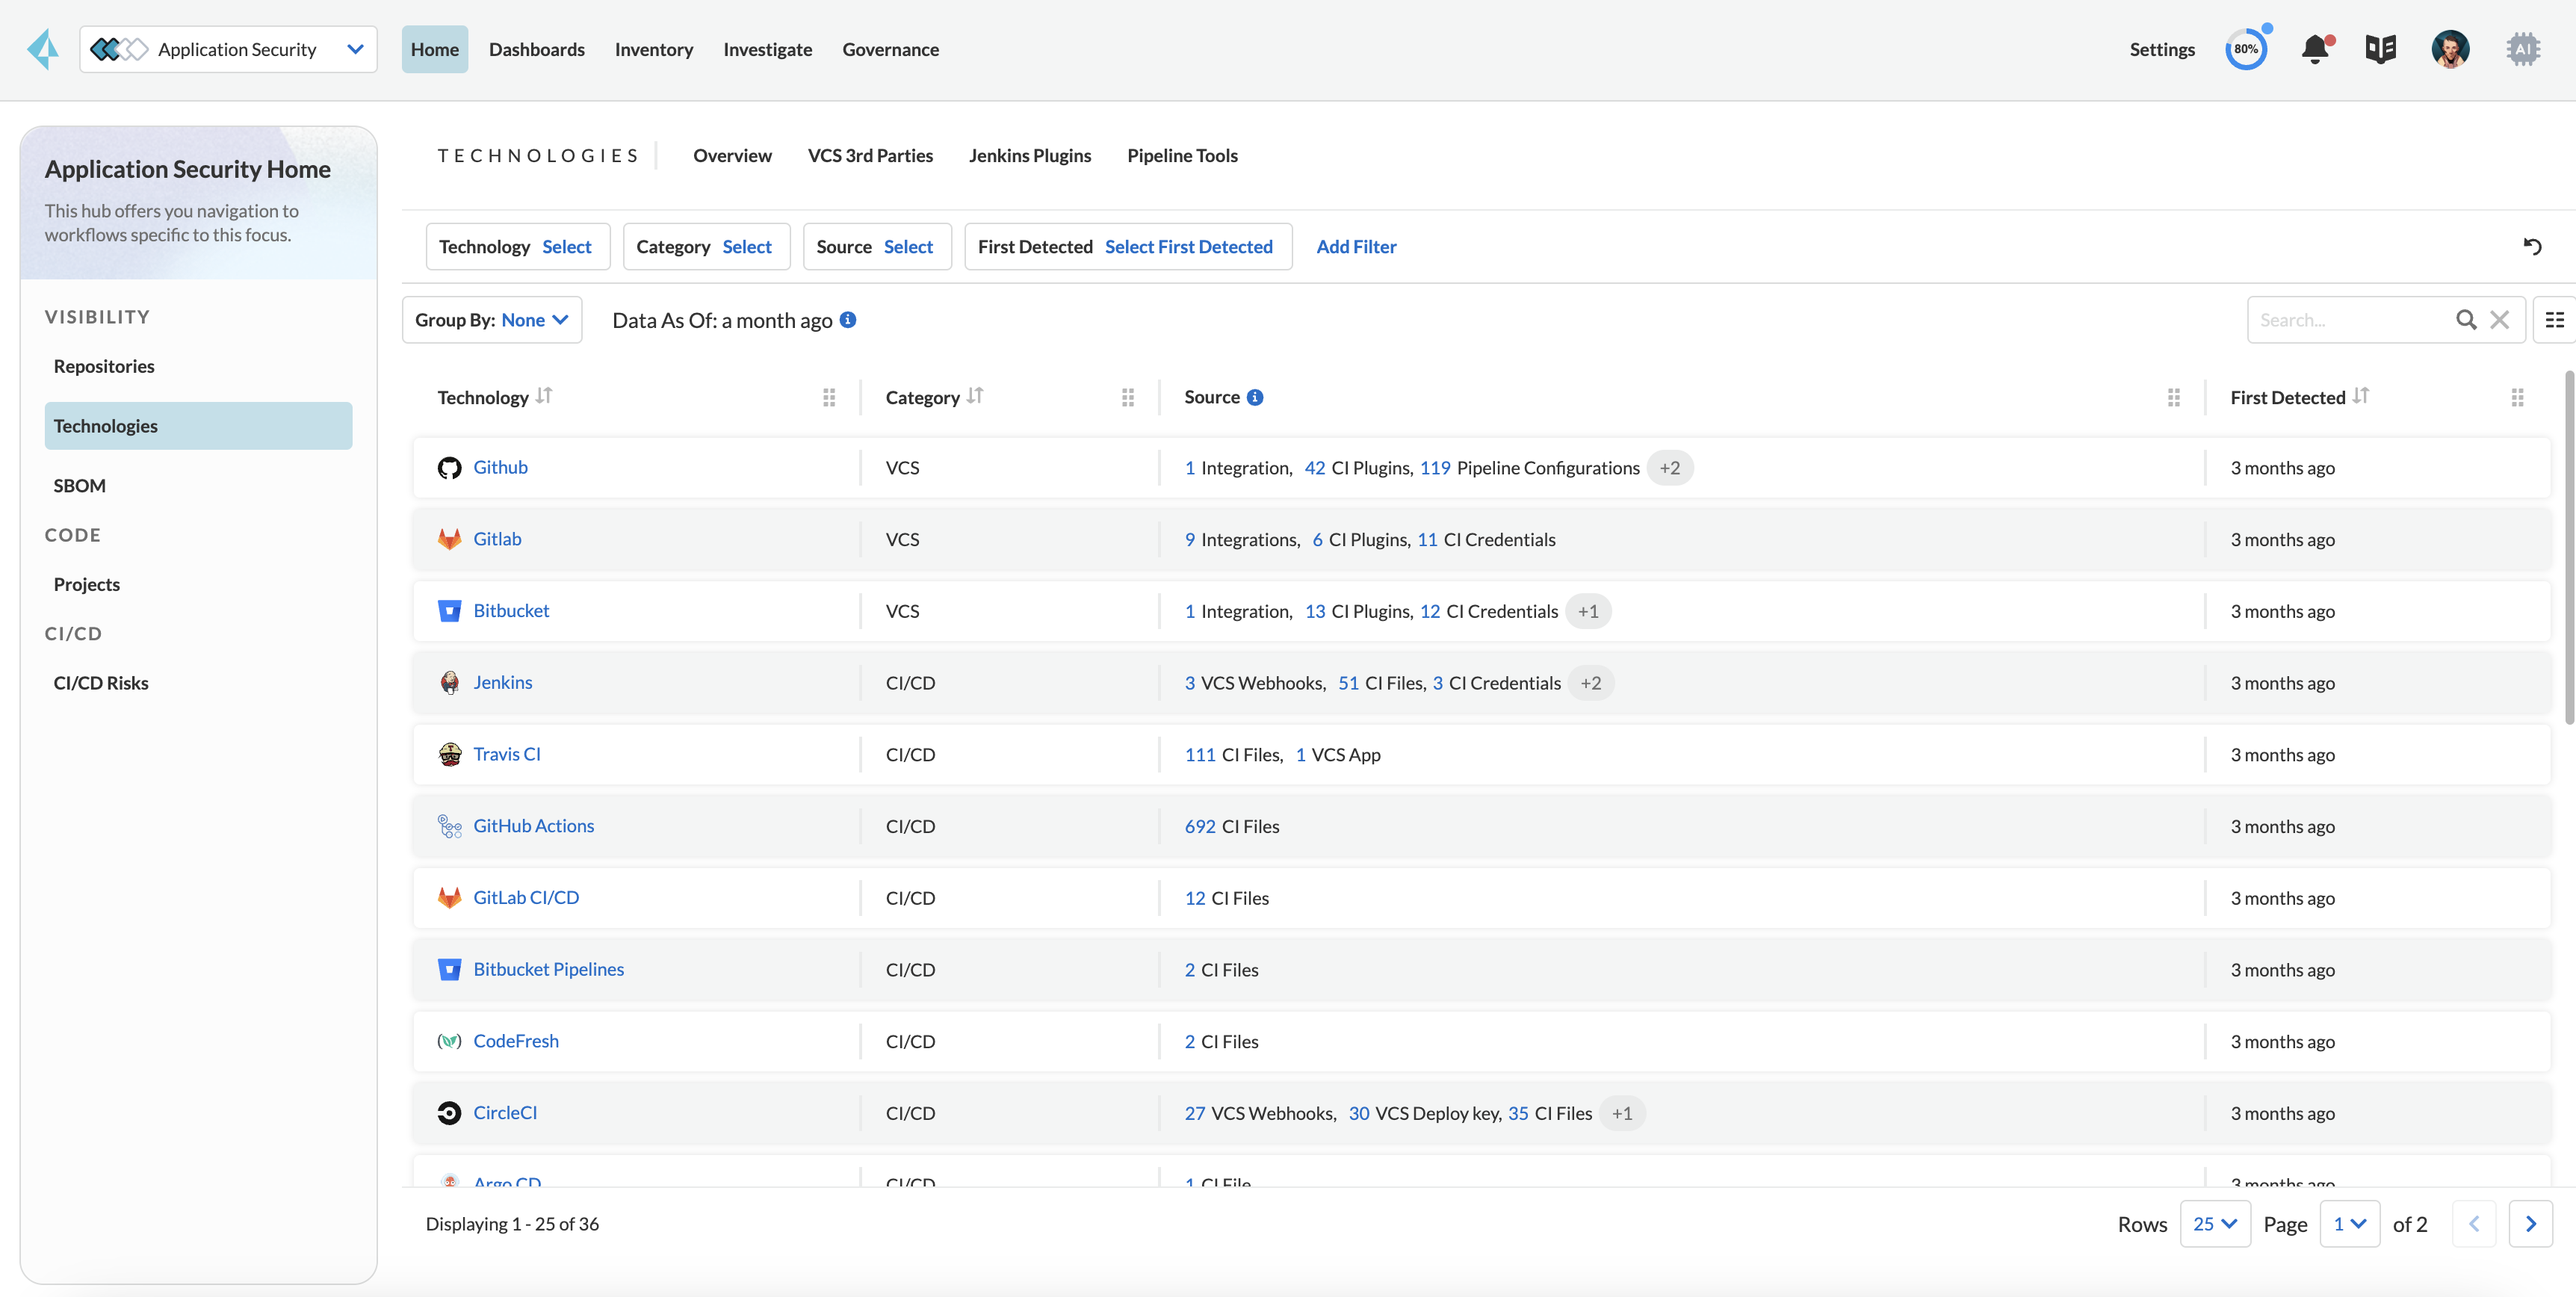 Application Security
Home Dashboards Inventory Investigate Governance
Settings 80% AI
Application Security Home
This hub offers you navigation to
workflows specific to this focus.
VISIBILITY
Repositories
Technologies
SBOM
CODE
Projects
CI/CD
CI/CD Risks
TECHNOLOGIES Overview VCS 3rd Parties Jenkins Plugins Pipeline Tools
Technology Select Category Select Source Select First Detected Select First Detected Add Filter
Group By: None Data As Of: a month ago Search...
Technology Category Source First Detected
Github VCS 1 Integration, 42 CI Plugins, 119 Pipeline Configurations +2 3 months ago
Gitlab VCS 9 Integrations, 6 CI Plugins, 11 CI Credentials 3 months ago
Bitbucket VCS 1 Integration, 13 CI Plugins, 12 CI Credentials +1 3 months ago
Jenkins CI/CD 3 VCS Webhooks, 51 CI Files, 3 CI Credentials +2 3 months ago
Travis CI CI/CD 111 CI Files, 1 VCS App 3 months ago
GitHub Actions CI/CD 692 CI Files 3 months ago
GitLab CI/CD CI/CD 12 CI Files 3 months ago
Bitbucket Pipelines CI/CD 2 CI Files 3 months ago
CodeFresh CI/CD 2 CI Files 3 months ago
CircleCI CI/CD 27 VCS Webhooks, 30 VCS Deploy key, 35 CI Files +1 3 months ago
Argo CD CI/CD 1 CI File 3 months ago
Displaying 1 - 25 of 36 Rows 25 Page 1 of 2